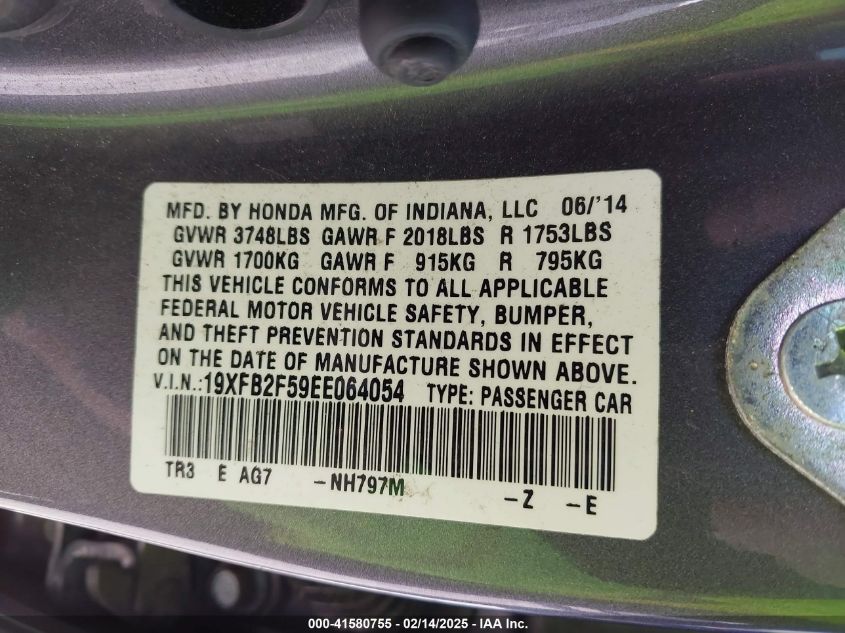 MFD. BY HONDA MFG. OF INDIANA, LLC 06/'14
GVWR 3748LBS GAWR F 2018LBS R 1753LBS
GVWR 1700KG GAWR F 915KG R 795KG
THIS VEHICLE CONFORMS TO ALL APPLICABLE
FEDERAL MOTOR VEHICLE SAFETY, BUMPER,
AND THEFT PREVENTION STANDARDS IN EFFECT
ON THE DATE OF MANUFACTURE SHOWN ABOVE.
V.I.N.:19XFB2F59EE064054 TYPE: PASSENGER CAR
TR3 E AG7 -NH797M -Z -E
000-41580755 - 02/14/2025 - IAAI.com.